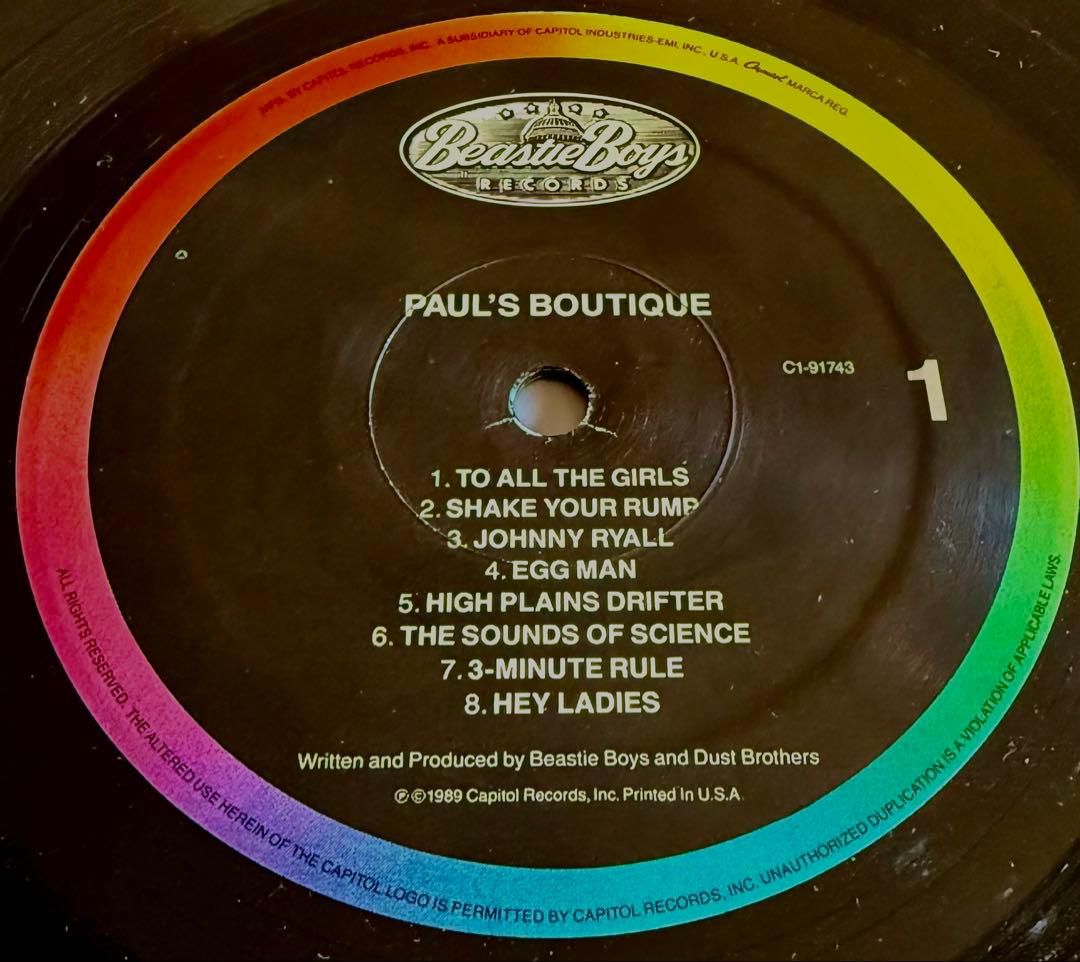 MFG. BY CAPITOL RECORDS, INC. A SUBSIDIARY OF CAPITOL INDUSTRIES-EMI, INC., U.S.A. Capitol MARCA REG.
Beastie Boys
RECORDS
PAUL'S BOUTIQUE
C1-91743
1
1. TO ALL THE GIRLS
2. SHAKE YOUR RUMP
3. JOHNNY RYALL
4. EGG MAN
5. HIGH PLAINS DRIFTER
6. THE SOUNDS OF SCIENCE
7. 3-MINUTE RULE
8. HEY LADIES
Written and Produced by Beastie Boys and Dust Brothers
℗©1989 Capitol Records, Inc. Printed In U.S.A.
ALL RIGHTS RESERVED. THE ALTERED USE HEREIN OF THE CAPITOL LOGO IS PERMITTED BY CAPITOL RECORDS, INC. UNAUTHORIZED DUPLICATION IS A VIOLATION OF APPLICABLE LAWS.